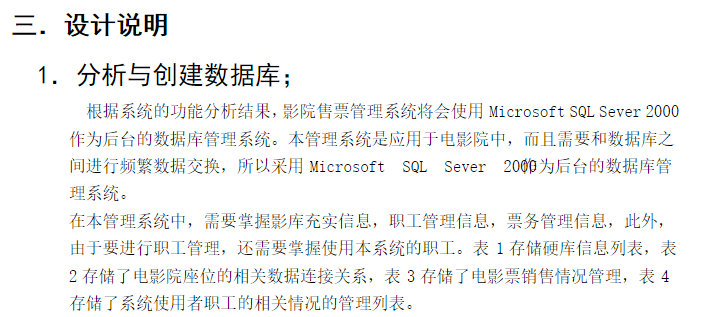 三．设计说明
1．分析与创建数据库；
根据系统的功能分析结果，影院售票管理系统将会使用 Microsoft SQL Sever 2000
作为后台的数据库管理系统。本管理系统是应用于电影院中，而且需要和数据库之
间进行频繁数据交换，所以采用 Microsoft SQL Sever 2000作为后台的数据库管
理系统。
在本管理系统中，需要掌握影库充实信息，职工管理信息，票务管理信息，此外，
由于要进行职工管理，还需要掌握使用本系统的职工。表 1存储硬库信息列表，表
2 存储了电影院座位的相关数据连接关系，表 3 存储了电影票销售情况管理，表 4
存储了系统使用者职工的相关情况的管理列表。